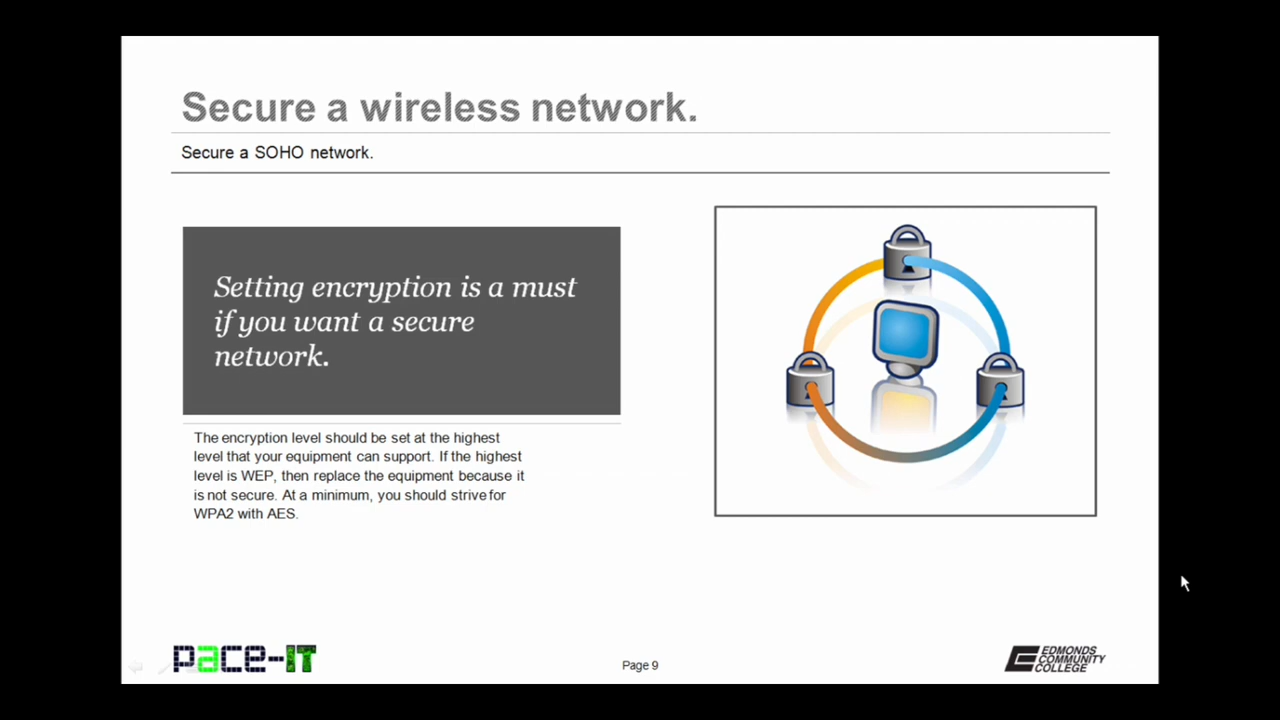 Secure a wireless network.
Secure a SOHO network.
Setting encryption is a must
if you want a secure
network.
The encryption level should be set at the highest
level that your equipment can support. If the highest
level is WEP, then replace the equipment because it
is not secure. At a minimum, you should strive for
WPA2 with AES.
pace-IT
Page 9
EDMONDS
COMMUNITY
COLLEGE